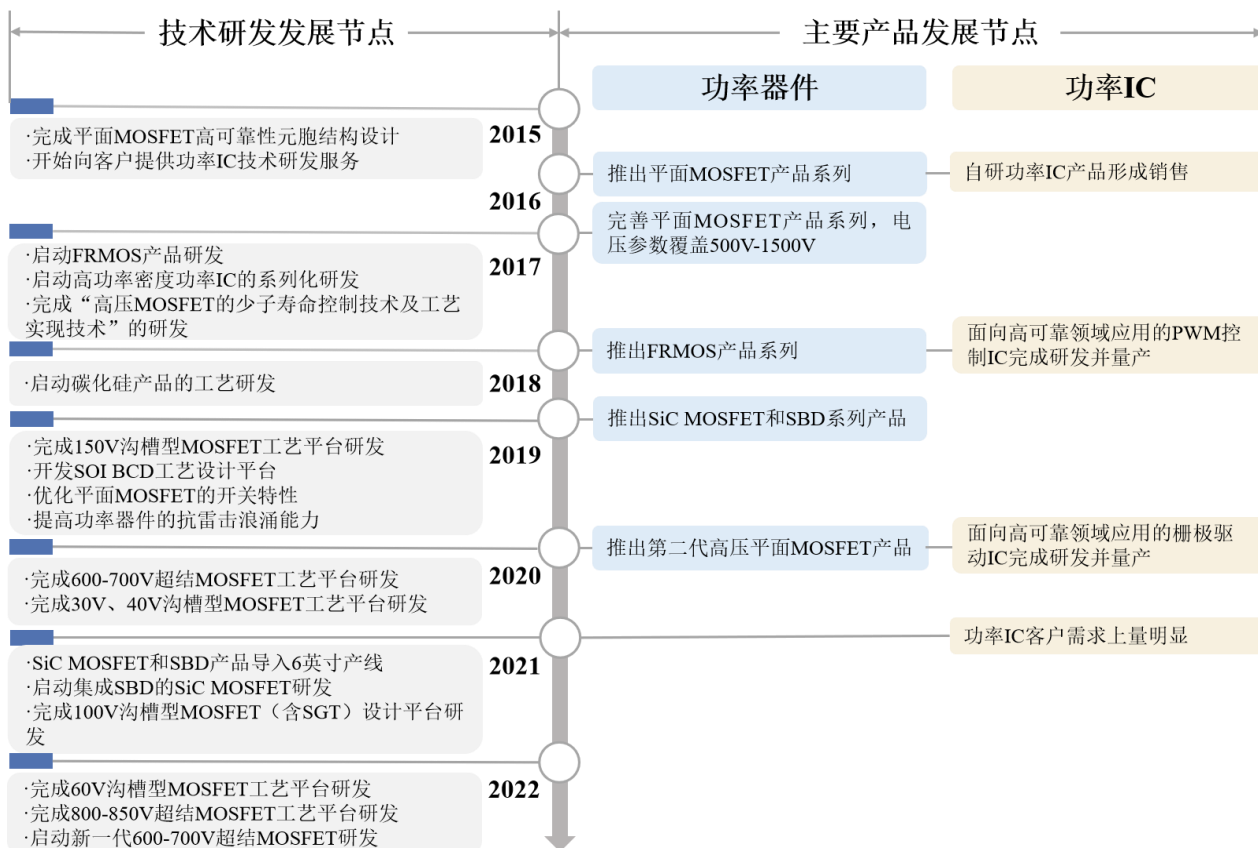 技术研发发展节点
主要产品发展节点
功率器件
功率IC
2015
·完成平面MOSFET高可靠性元胞结构设计
·开始向客户提供功率IC技术研发服务
推出平面MOSFET产品系列
自研功率IC产品形成销售
2016
完善平面MOSFET产品系列，电
压参数覆盖500V-1500V
2017
·启动FRMOS产品研发
·启动高功率密度功率IC的系列化研发
·完成“高压MOSFET的少子寿命控制技术及工艺
实现技术”的研发
推出FRMOS产品系列
面向高可靠领域应用的PWM控
制IC完成研发并量产
2018
·启动碳化硅产品的工艺研发
推出SiC MOSFET和SBD系列产品
2019
·完成150V沟槽型MOSFET工艺平台研发
·开发SOI BCD工艺设计平台
·优化平面MOSFET的开关特性
·提高功率器件的抗雷击浪涌能力
推出第二代高压平面MOSFET产品
面向高可靠领域应用的栅极驱
动IC完成研发并量产
2020
·完成600-700V超结MOSFET工艺平台研发
·完成30V、40V沟槽型MOSFET工艺平台研发
功率IC客户需求上量明显
2021
·SiC MOSFET和SBD产品导入6英寸产线
·启动集成SBD的SiC MOSFET研发
·完成100V沟槽型MOSFET（含SGT）设计平台研
发
2022
·完成60V沟槽型MOSFET工艺平台研发
·完成800-850V超结MOSFET工艺平台研发
·启动新一代600-700V超结MOSFET研发